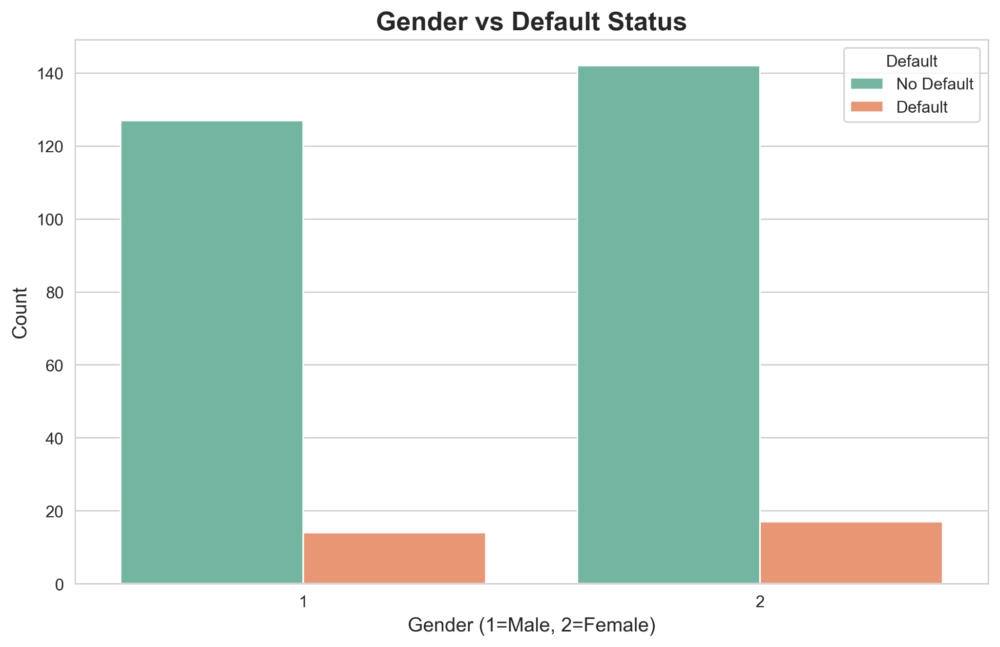 Gender vs Default Status
Default
No Default
Default
140
120
100
80
60
40
20
0
Count
1
2
Gender (1=Male, 2=Female)